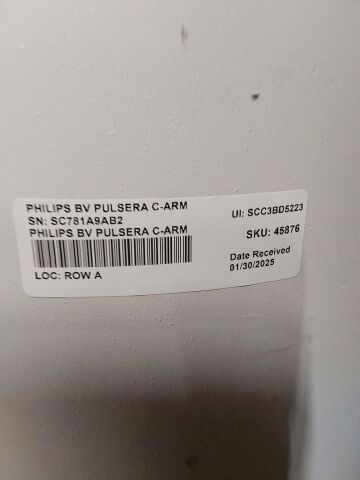 PHILIPS BV PULSERA C-ARM
SN: SC781A9AB2
PHILIPS BV PULSERA C-ARM
LOC: ROW A
UI: SCC3BD5223
SKU: 45876
Date Received
01/30/2025